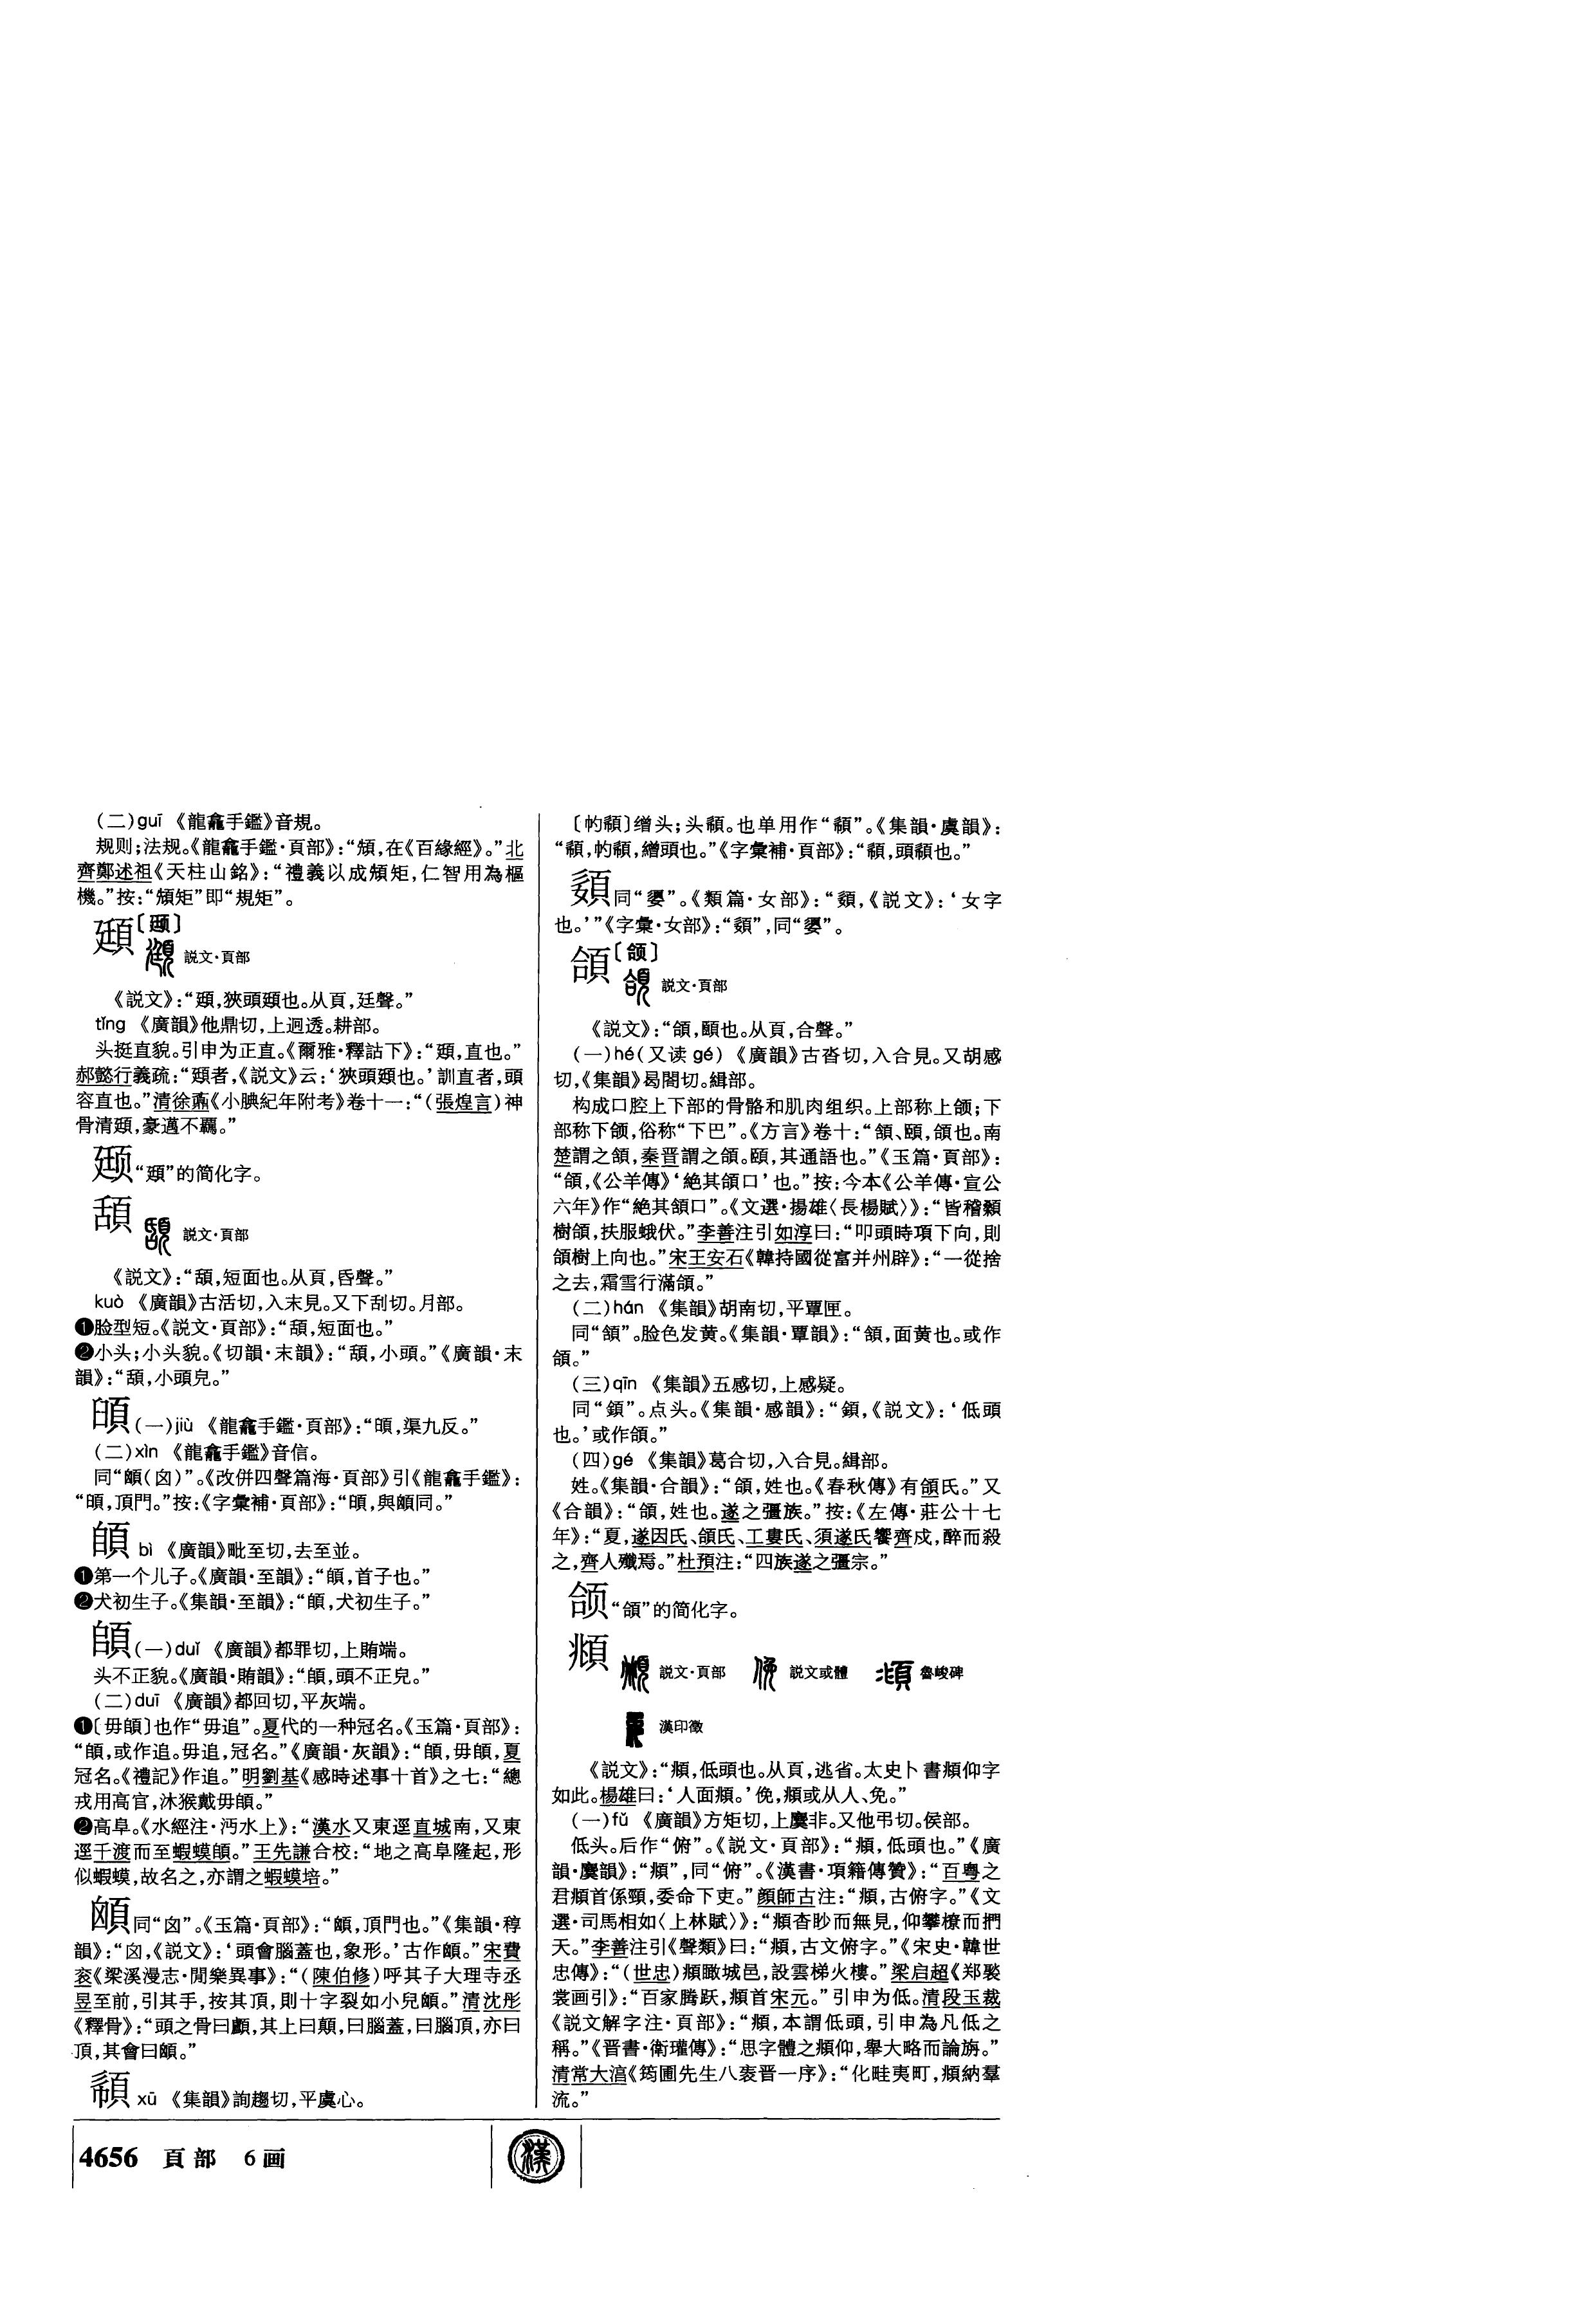 (二)guī 《龍龕手鑑》音規。
规则;法规。《龍龕手鑑·頁部》:“䫌,在《百緣經》。”北
齊鄭述祖《天柱山銘》:“禮義以成䫌矩,仁智用為樞
機。”按:“䫌矩”即“規矩”。
頲〔颋〕
説文·頁部
《説文》:“頲,狹頭頲也。从頁,廷聲。”
tǐng 《廣韻》他鼎切,上迥透。耕部。
头挺直貌。引申为正直。《爾雅·釋詁下》:“頲,直也。”
郝懿行義疏:“頲者,《説文》云:‘狹頭頲也。’訓直者,頭
容直也。”清徐鼒《小腆紀年附考》卷十一:“(張煌言)神
骨清頲,豪邁不羈。”
颋“頲”的简化字。
頢 説文·頁部
《説文》:“頢,短面也。从頁,昏聲。”
kuò 《廣韻》古活切,入末見。又下刮切。月部。
❶脸型短。《説文·頁部》:“頢,短面也。”
❷小头;小头貌。《切韻·末韻》:“頢,小頭。”《廣韻·末
韻》:“頢,小頭皃。”
(一)jiù 《龍龕手鑑·頁部》:“,渠九反。”
(二)xìn 《龍龕手鑑》音信。
同“顖(囟)”。《改併四聲篇海·頁部》引《龍龕手鑑》:
“,頂門。”按:《字彙補·頁部》:“,與同。”
bì 《廣韻》毗至切,去至並。
❶第一个儿子。《廣韻·至韻》:“,首子也。”
❷犬初生子。《集韻·至韻》:“,犬初生子。”
(一)duǐ 《廣韻》都罪切,上賄端。
头不正貌。《廣韻·賄韻》:“,頭不正皃。”
(二)duī 《廣韻》都回切,平灰端。
❶〔毋〕也作“毋追”。夏代的一种冠名。《玉篇·頁部》:
“,或作追。毋追,冠名。”《廣韻·灰韻》:“,毋,夏
冠名。《禮記》作追。”明劉基《感時述事十首》之七:“總
戎用高官,沐猴戴毋。”
❷高阜。《水經注·沔水上》:“漢水又東逕直城南,又東
逕千渡而至蝦蟆。”王先謙合校:“地之高阜隆起,形
似蝦蟆,故名之,亦謂之蝦蟆培。”
同“囟”。《玉篇·頁部》:“,頂門也。”《集韻·稕
韻》:“囟,《説文》:‘頭會腦蓋也,象形。’古作。”宋費
衮《梁溪漫志·閒樂異事》:“(陳伯修)呼其子大理寺丞
昱至前,引其手,按其頂,則十字裂如小兒。”清沈彤
《釋骨》:“頭之骨曰顱,其上曰顛,曰腦蓋,曰腦頂,亦曰
頂,其會曰。”
xū 《集韻》詢趨切,平虞心。
〔帉〕缯头;头。也单用作“”。《集韻·虞韻》:
“,帉,繒頭也。”《字彙補·頁部》:“,頭也。”
同“媭”。《類篇·女部》:“,《説文》:‘女字
也。’”《字彙·女部》:“”,同“媭”。
頜〔颌〕
説文·頁部
《説文》:“頜,頤也。从頁,合聲。”
(一)hé(又读 gé) 《廣韻》古沓切,入合見。又胡感
切,《集韻》曷閤切。緝部。
构成口腔上下部的骨骼和肌肉组织。上部称上颌;下
部称下颌,俗称“下巴”。《方言》卷十:“頷、頤,頜也。南
楚謂之頷,秦晋謂之頜。頤,其通語也。”《玉篇·頁部》:
“頜,《公羊傳》‘絶其頜口’也。”按:今本《公羊傳·宣公
六年》作“絶其頷口”。《文選·揚雄〈長楊賦〉》:“皆稽顙
樹頜,扶服蛾伏。”李善注引如淳曰:“叩頭時項下向,則
頜樹上向也。”宋王安石《韓持國從富并州辟》:“一從捨
之去,霜雪行滿頜。”
(二)hán 《集韻》胡南切,平覃匣。
同“頷”。脸色发黄。《集韻·覃韻》:“頷,面黄也。或作
頜。”
(三)qīn 《集韻》五感切,上感疑。
同“顉”。点头。《集韻·感韻》:“顉,《説文》:‘低頭
也。’或作頜。”
(四)gé 《集韻》葛合切,入合見。緝部。
姓。《集韻·合韻》:“頜,姓也。《春秋傳》有頜氏。”又
《合韻》:“頜,姓也。遂之彊族。”按:《左傳·莊公十七
年》:“夏,遂因氏、頜氏、工婁氏、須遂氏饗齊戍,醉而殺
之,齊人殲焉。”杜預注:“四族遂之彊宗。”
颌“頜”的简化字。
頫 説文·頁部 説文或體 魯峻碑
漢印徵
《説文》:“頫,低頭也。从頁,逃省。太史卜書頫仰字
如此。楊雄曰:‘人面頫。’俛,頫或从人、免。”
(一)fǔ 《廣韻》方矩切,上麌非。又他弔切。侯部。
低头。后作“俯”。《説文·頁部》:“頫,低頭也。”《廣
韻·麌韻》:“頫”,同“俯”。《漢書·項籍傳贊》:“百粤之
君頫首係頸,委命下吏。”顔師古注:“頫,古俯字。”《文
選·司馬相如〈上林賦〉》:“頫杳眇而無見,仰攀橑而捫
天。”李善注引《聲類》曰:“頫,古文俯字。”《宋史·韓世
忠傳》:“(世忠)頫瞰城邑,設雲梯火樓。”梁启超《郑褧
裳画引》:“百家腾跃,頫首宋元。”引申为低。清段玉裁
《説文解字注·頁部》:“頫,本謂低頭,引申為凡低之
稱。”《晋書·衛瓘傳》:“思字體之頫仰,舉大略而論旃。”
清常大淓《筠圃先生八袠晋一序》:“化畦夷町,頫納羣
流。”
4656 頁部 6画
漢